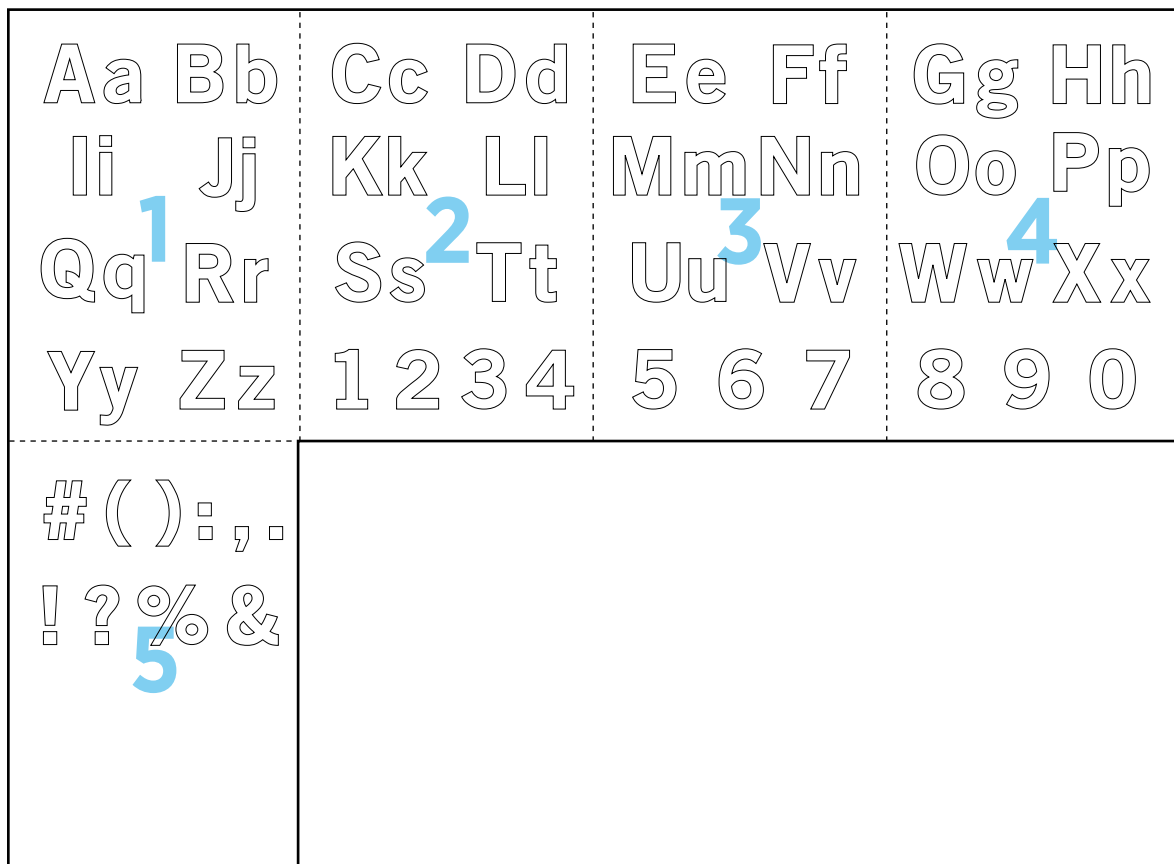 Aa Bb Cc Dd Ee Ff Gg Hh
Ii Jj Kk Ll Mm Nn Oo Pp
1 2 3 4
Qq Rr Ss Tt Uu Vv Ww Xx
Yy Zz 1 2 3 4 5 6 7 8 9 0
# ( ) : , .
! ? % &
5